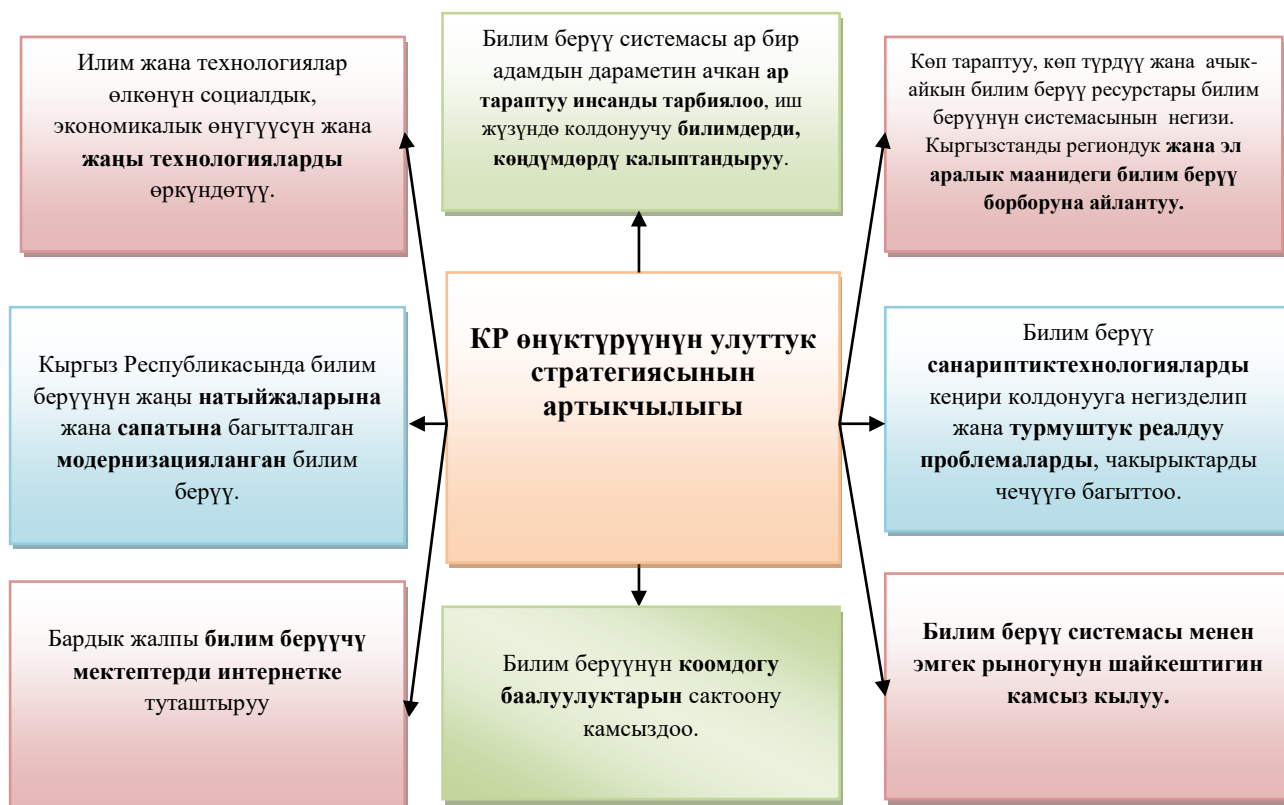 Илим жана технологиялар
өлкөнүн социалдык,
экономикалык өнүгүүсүн жана
жаңы технологияларды
өркүндөтүү.
Билим берүү системасы ар бир
адамдын дараметин ачкан ар
тараптуу инсанды тарбиялоо, иш
жүзүндө колдонуучу билимдерди,
көңдүмдөрдү калыптандыруу.
Көп тараптуу, көп түрдүү жана ачык-
айкын билим берүү ресурстары билим
берүүнүн системасынын негизи.
Кыргызстанды региондук жана эл
аралык маанидеги билим берүү
борборуна айлантуу.
Кыргыз Республикасында билим
берүүнүн жаңы натыйжаларына
жана сапатына багытталган
модернизацияланган билим
берүү.
КР өнүктүрүүнүн улуттук
стратегиясынын
артыкчылыгы
Билим берүү
санариптиктехнологияларды
кеңири колдонууга негизделип
жана турмуштук реалдуу
проблемаларды, чакырыктарды
чечүүгө багыттоо.
Бардык жалпы билим берүүчү
мектептерди интернетке
туташтыруу
Билим берүүнүн коомдогу
баалуулуктарын сактоону
камсыздоо.
Билим берүү системасы менен
эмгек рыногунун шайкештигин
камсыз кылуу.